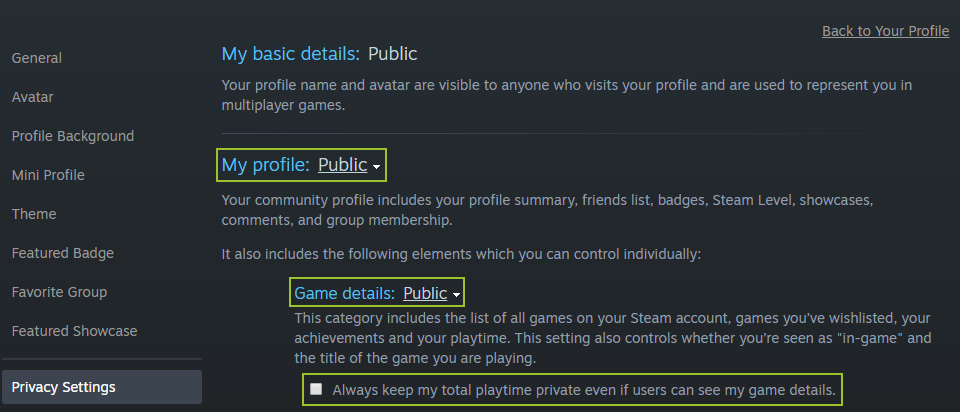 Back to Your Profile
General
Avatar
Profile Background
Mini Profile
Theme
Featured Badge
Favorite Group
Featured Showcase
Privacy Settings
My basic details: Public
Your profile name and avatar are visible to anyone who visits your profile and are used to represent you in
multiplayer games.
My profile: Public
Your community profile includes your profile summary, friends list, badges, Steam Level, showcases,
comments, and group membership.
It also includes the following elements which you can control individually:
Game details: Public
This category includes the list of all games on your Steam account, games you've wishlisted, your
achievements and your playtime. This setting also controls whether you're seen as "in-game" and
the title of the game you are playing.
Always keep my total playtime private even if users can see my game details.